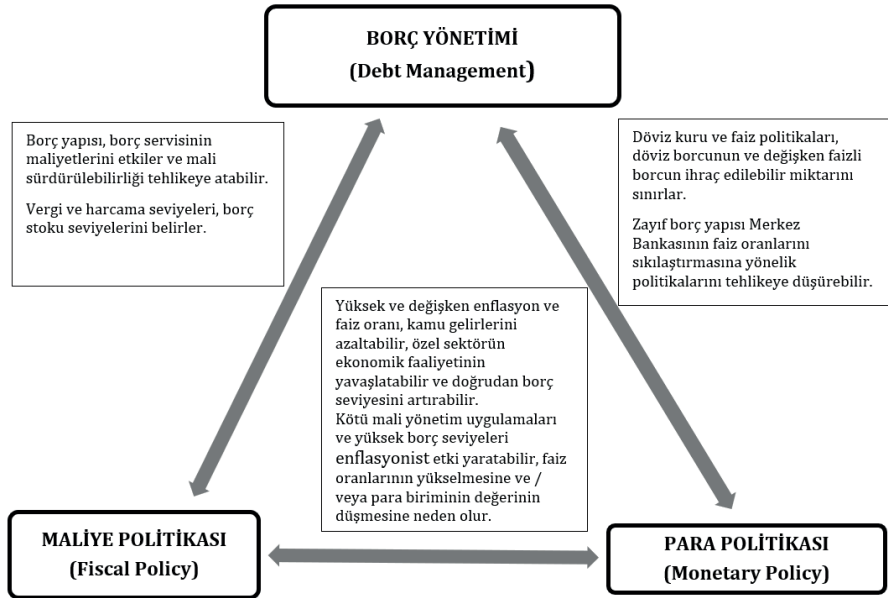 BORÇ YÖNETİMİ
(Debt Management)
Borç yapısı, borç servisinin
maliyetlerini etkiler ve mali
sürdürülebilirliği tehlikeye atabilir.
Vergi ve harcama seviyeleri, borç
stoku seviyelerini belirler.
Döviz kuru ve faiz politikaları,
döviz borcunun ve değişken faizli
borcun ihraç edilebilir miktarını
sınırlar.
Zayıf borç yapısı Merkez
Bankasının faiz oranlarını
sıkılaştırmasına yönelik
politikalarını tehlikeye düşürebilir.
Yüksek ve değişken enflasyon ve
faiz oranı, kamu gelirlerini
azaltabilir, özel sektörün
ekonomik faaliyetinin
yavaşlatabilir ve doğrudan borç
seviyesini artırabilir.
Kötü mali yönetim uygulamaları
ve yüksek borç seviyeleri
enflasyonist etki yaratabilir, faiz
oranlarının yükselmesine ve /
veya para biriminin değerinin
düşmesine neden olur.
MALİYE POLİTİKASI
(Fiscal Policy)
PARA POLİTİKASI
(Monetary Policy)